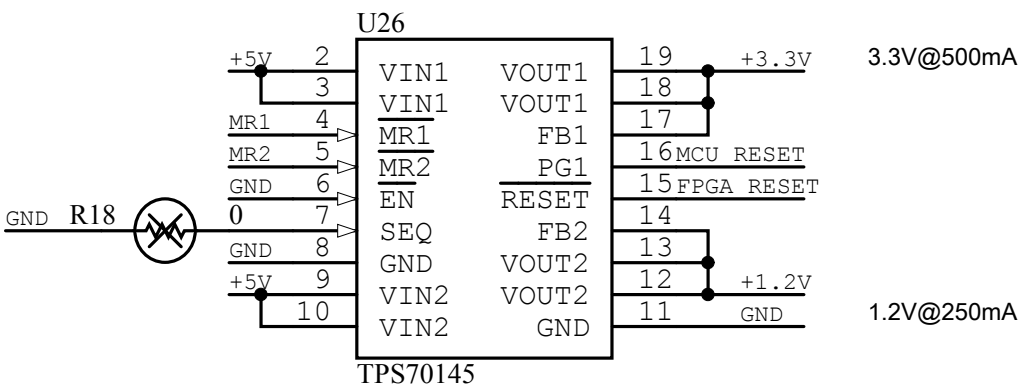 U26
+5V 2 VIN1 VOUT1 19 +3.3V 3.3V@500mA
3 VIN1 VOUT1 18
MR1 4 MR1 FB1 17
MR2 5 MR2 PG1 16 MCU RESET
GND 6 EN RESET 15 FPGA RESET
GND R18 0 7 SEQ FB2 14
GND 8 GND VOUT2 13
+5V 9 VIN2 VOUT2 12 +1.2V
10 VIN2 GND 11 GND 1.2V@250mA
TPS70145